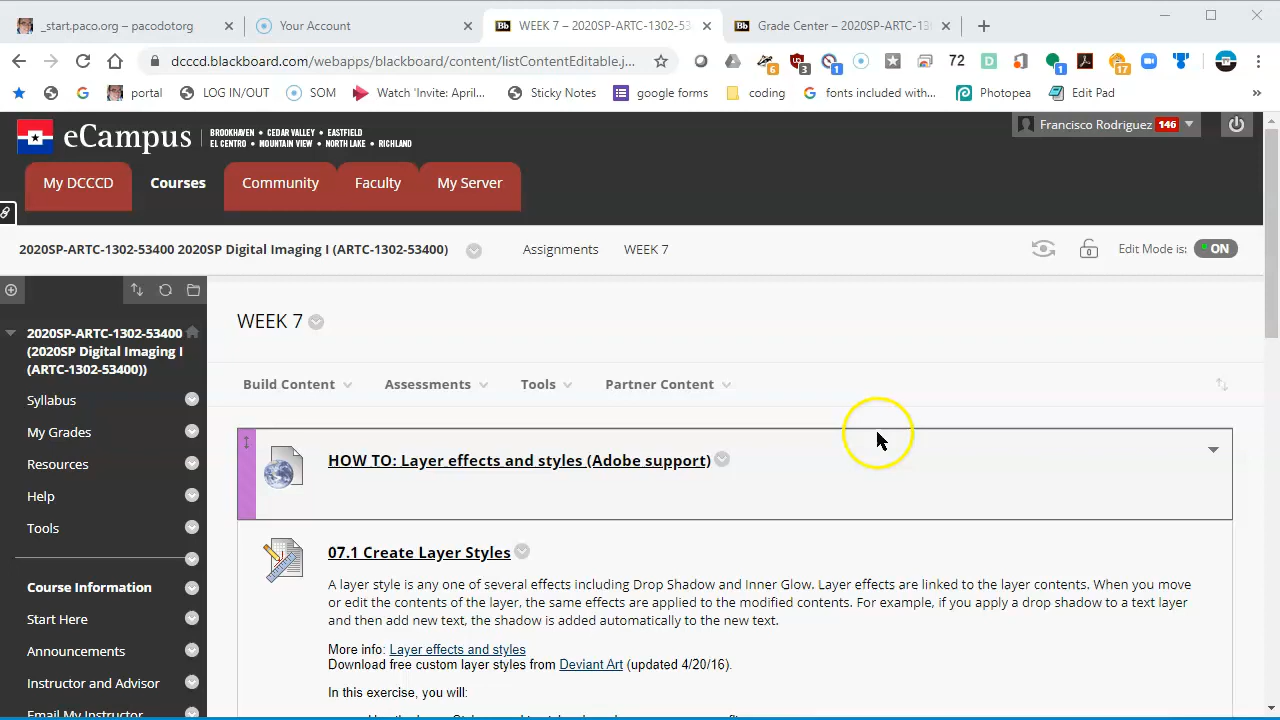 _start.paco.org – pacodotorg
Your Account
WEEK 7 – 2020SP-ARTC-1302-53
Grade Center – 2020SP-ARTC-13
dcccd.blackboard.com/webapps/blackboard/content/listContentEditable.j...
6
3
1
72
1
17
portal
LOG IN/OUT
SOM
Watch 'Invite: April...
Sticky Notes
google forms
coding
fonts included with...
Photopea
Edit Pad
»
eCampus
BROOKHAVEN • CEDAR VALLEY • EASTFIELD
EL CENTRO • MOUNTAIN VIEW • NORTH LAKE • RICHLAND
Francisco Rodriguez 146
My DCCCD
Courses
Community
Faculty
My Server
2020SP-ARTC-1302-53400 2020SP Digital Imaging I (ARTC-1302-53400)
Assignments
WEEK 7
Edit Mode is: ON
2020SP-ARTC-1302-53400
(2020SP Digital Imaging I
(ARTC-1302-53400))
Syllabus
My Grades
Resources
Help
Tools
Course Information
Start Here
Announcements
Instructor and Advisor
Email My Instructor
WEEK 7
Build Content
Assessments
Tools
Partner Content
HOW TO: Layer effects and styles (Adobe support)
07.1 Create Layer Styles
A layer style is any one of several effects including Drop Shadow and Inner Glow. Layer effects are linked to the layer contents. When you move
or edit the contents of the layer, the same effects are applied to the modified contents. For example, if you apply a drop shadow to a text layer
and then add new text, the shadow is added automatically to the new text.
More info: Layer effects and styles
Download free custom layer styles from Deviant Art (updated 4/20/16).
In this exercise, you will: